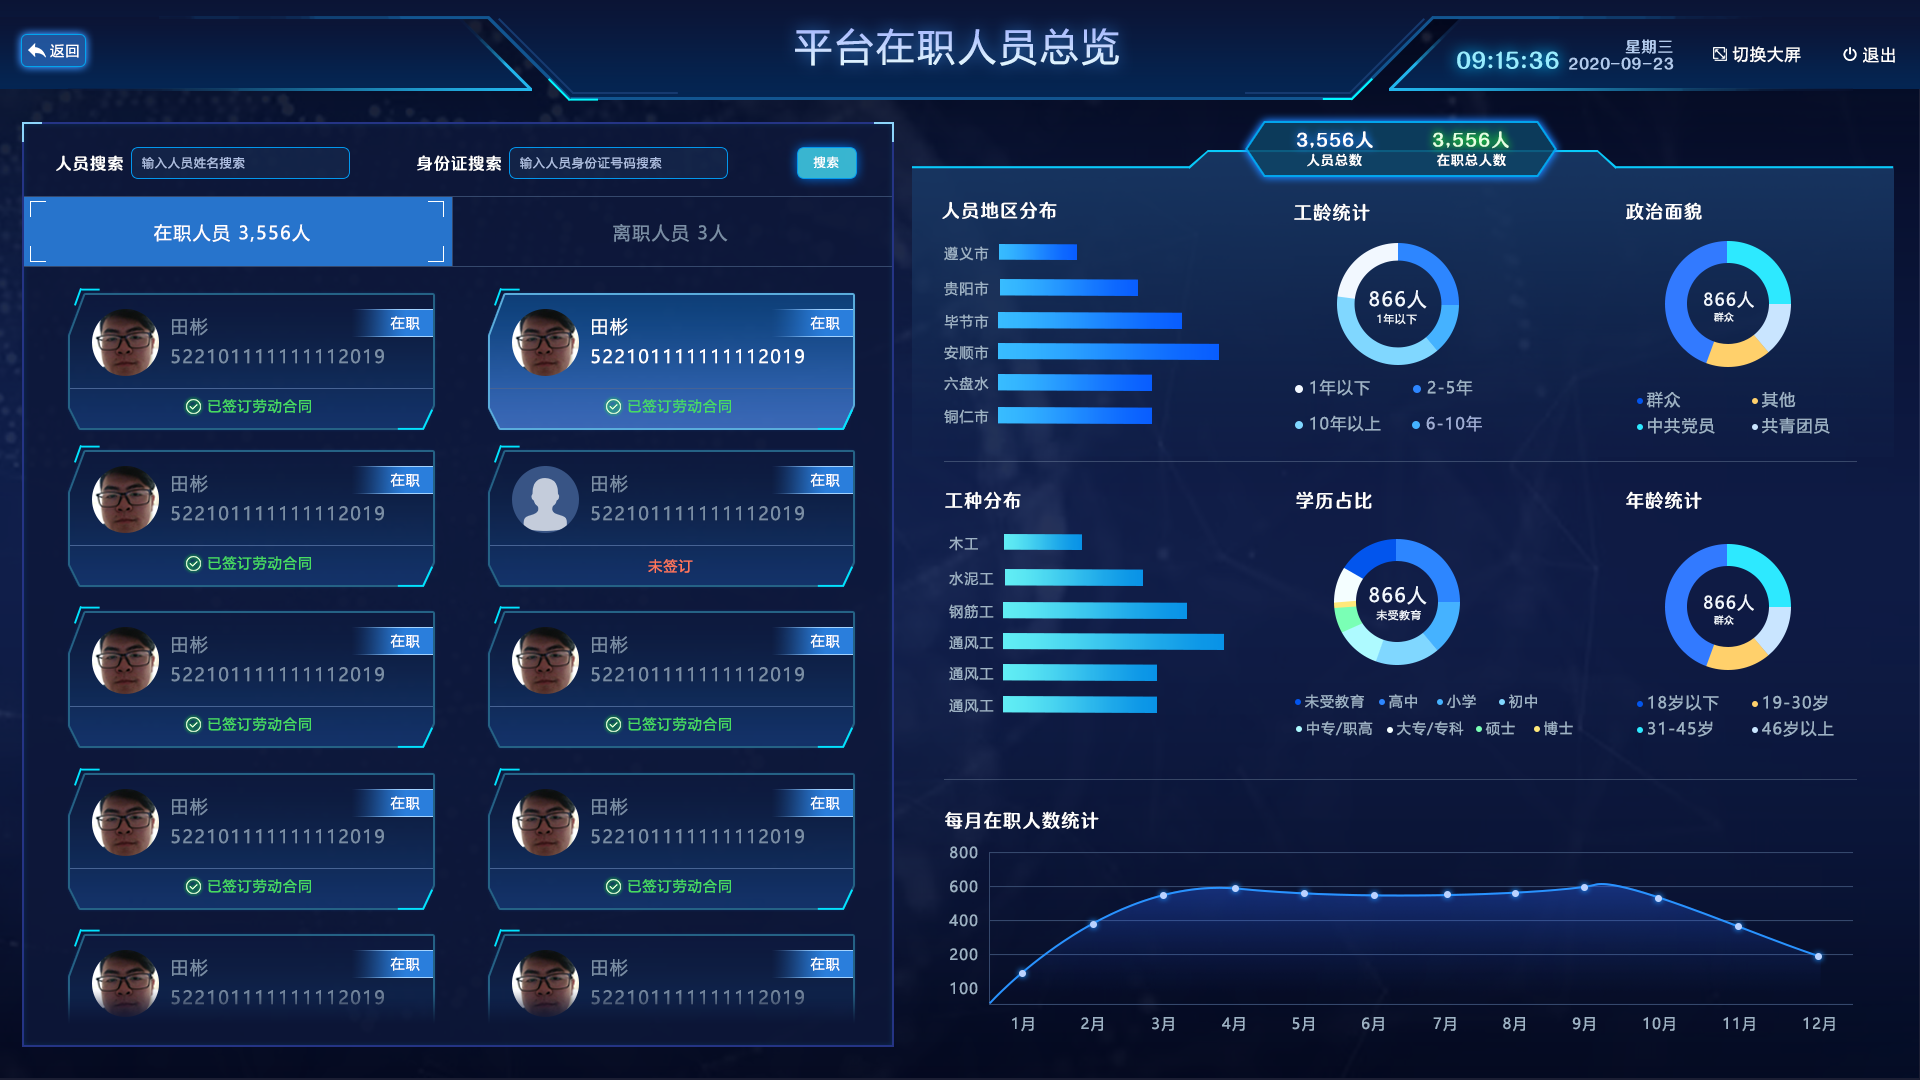 返回
平台在职人员总览
09:15:36
星期三
2020-09-23
切换大屏
退出
人员搜索
输入人员姓名搜索
身份证搜索
输入人员身份证号码搜索
搜索
在职人员 3,556人
离职人员 3人
田彬
在职
522101111111112019
已签订劳动合同
田彬
在职
522101111111112019
已签订劳动合同
田彬
在职
522101111111112019
已签订劳动合同
田彬
在职
522101111111112019
未签订
田彬
在职
522101111111112019
已签订劳动合同
田彬
在职
522101111111112019
已签订劳动合同
田彬
在职
522101111111112019
已签订劳动合同
田彬
在职
522101111111112019
已签订劳动合同
田彬
在职
522101111111112019
田彬
在职
522101111111112019
3,556人
人员总数
3,556人
在职总人数
人员地区分布
遵义市
贵阳市
毕节市
安顺市
六盘水
铜仁市
工龄统计
866人
1年以下
1年以下
2-5年
10年以上
6-10年
政治面貌
866人
群众
群众
其他
中共党员
共青团员
工种分布
木工
水泥工
钢筋工
通风工
通风工
通风工
学历占比
866人
未受教育
未受教育
高中
小学
初中
中专/职高
大专/专科
硕士
博士
年龄统计
866人
群众
18岁以下
19-30岁
31-45岁
46岁以上
每月在职人数统计
800
600
400
200
100
1月
2月
3月
4月
5月
6月
7月
8月
9月
10月
11月
12月